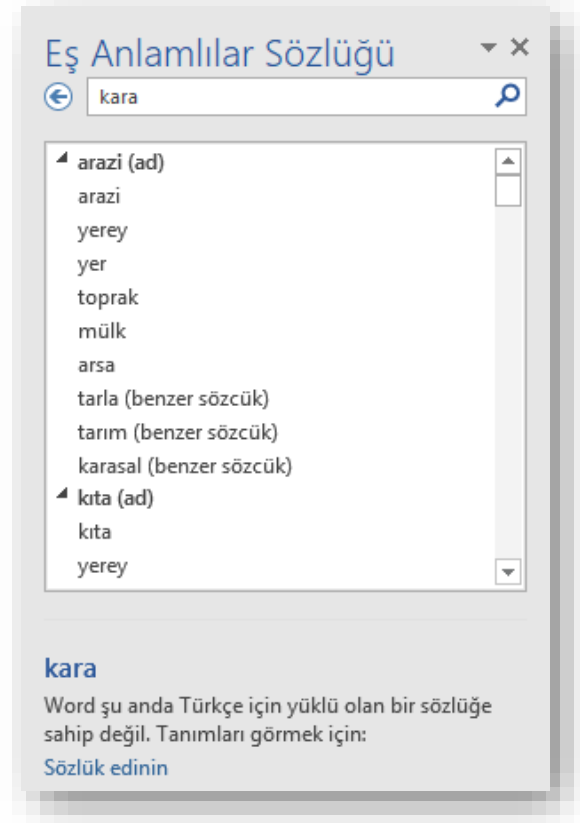 Eş Anlamlılar Sözlüğü
kara
arazi (ad)
arazi
yerey
yer
toprak
mülk
arsa
tarla (benzer sözcük)
tarım (benzer sözcük)
karasal (benzer sözcük)
kıta (ad)
kıta
yerey
kara
Word şu anda Türkçe için yüklü olan bir sözlüğe
sahip değil. Tanımları görmek için:
Sözlük edinin